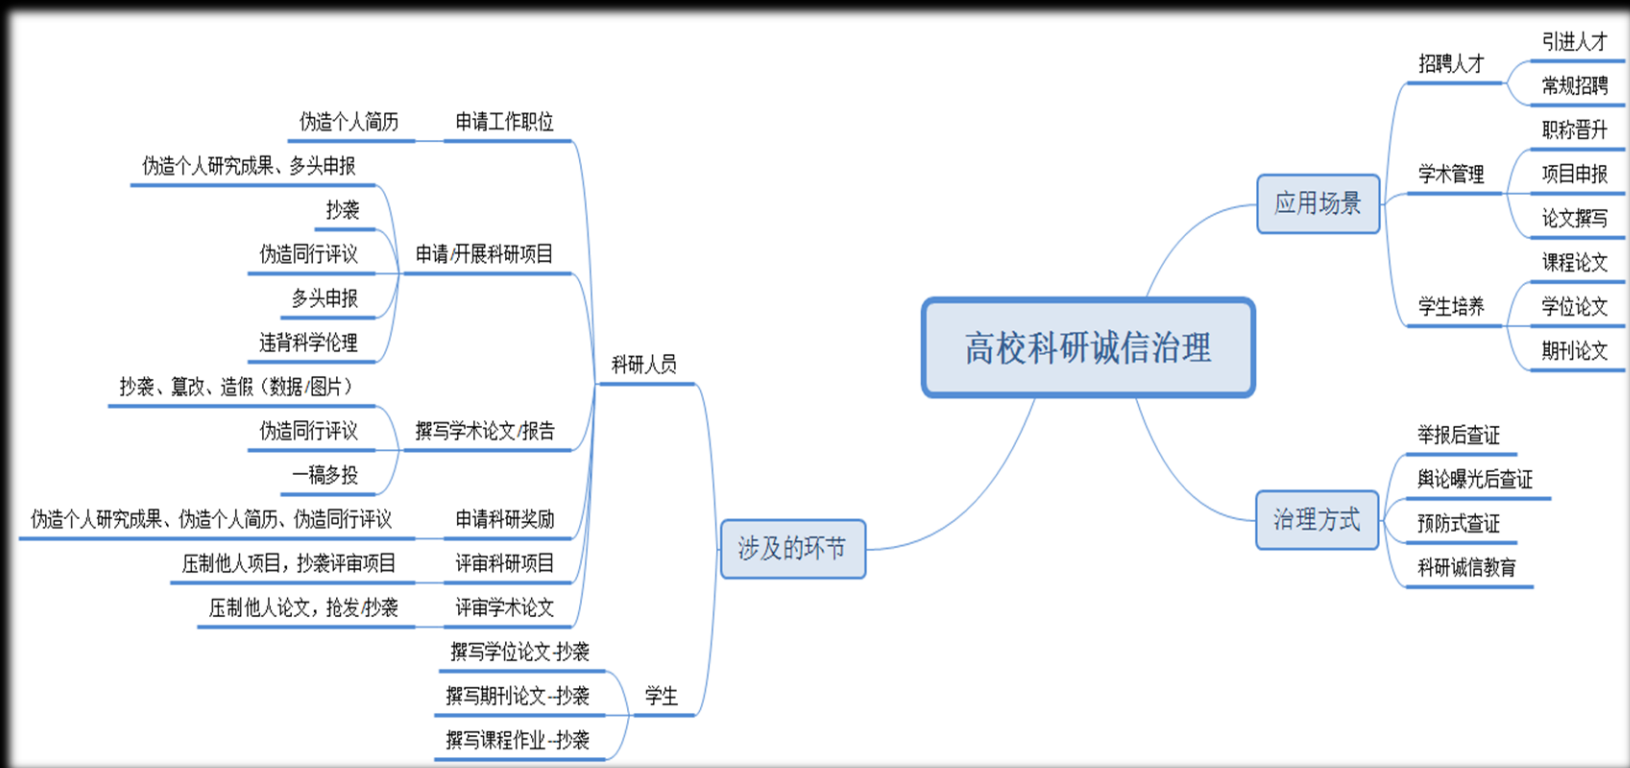 高校科研诚信治理
应用场景
招聘人才
引进人才
常规招聘
学术管理
职称晋升
项目申报
论文撰写
学生培养
课程论文
学位论文
期刊论文
治理方式
举报后查证
舆论曝光后查证
预防式查证
科研诚信教育
涉及的环节
科研人员
申请工作职位
伪造个人简历
申请/开展科研项目
伪造个人研究成果、多头申报
抄袭
伪造同行评议
多头申报
违背科学伦理
撰写学术论文/报告
抄袭、篡改、造假（数据/图片）
伪造同行评议
一稿多投
申请科研奖励
伪造个人研究成果、伪造个人简历、伪造同行评议
评审科研项目
压制他人项目，抄袭评审项目
评审学术论文
压制他人论文，抢发/抄袭
学生
撰写学位论文-抄袭
撰写期刊论文--抄袭
撰写课程作业--抄袭